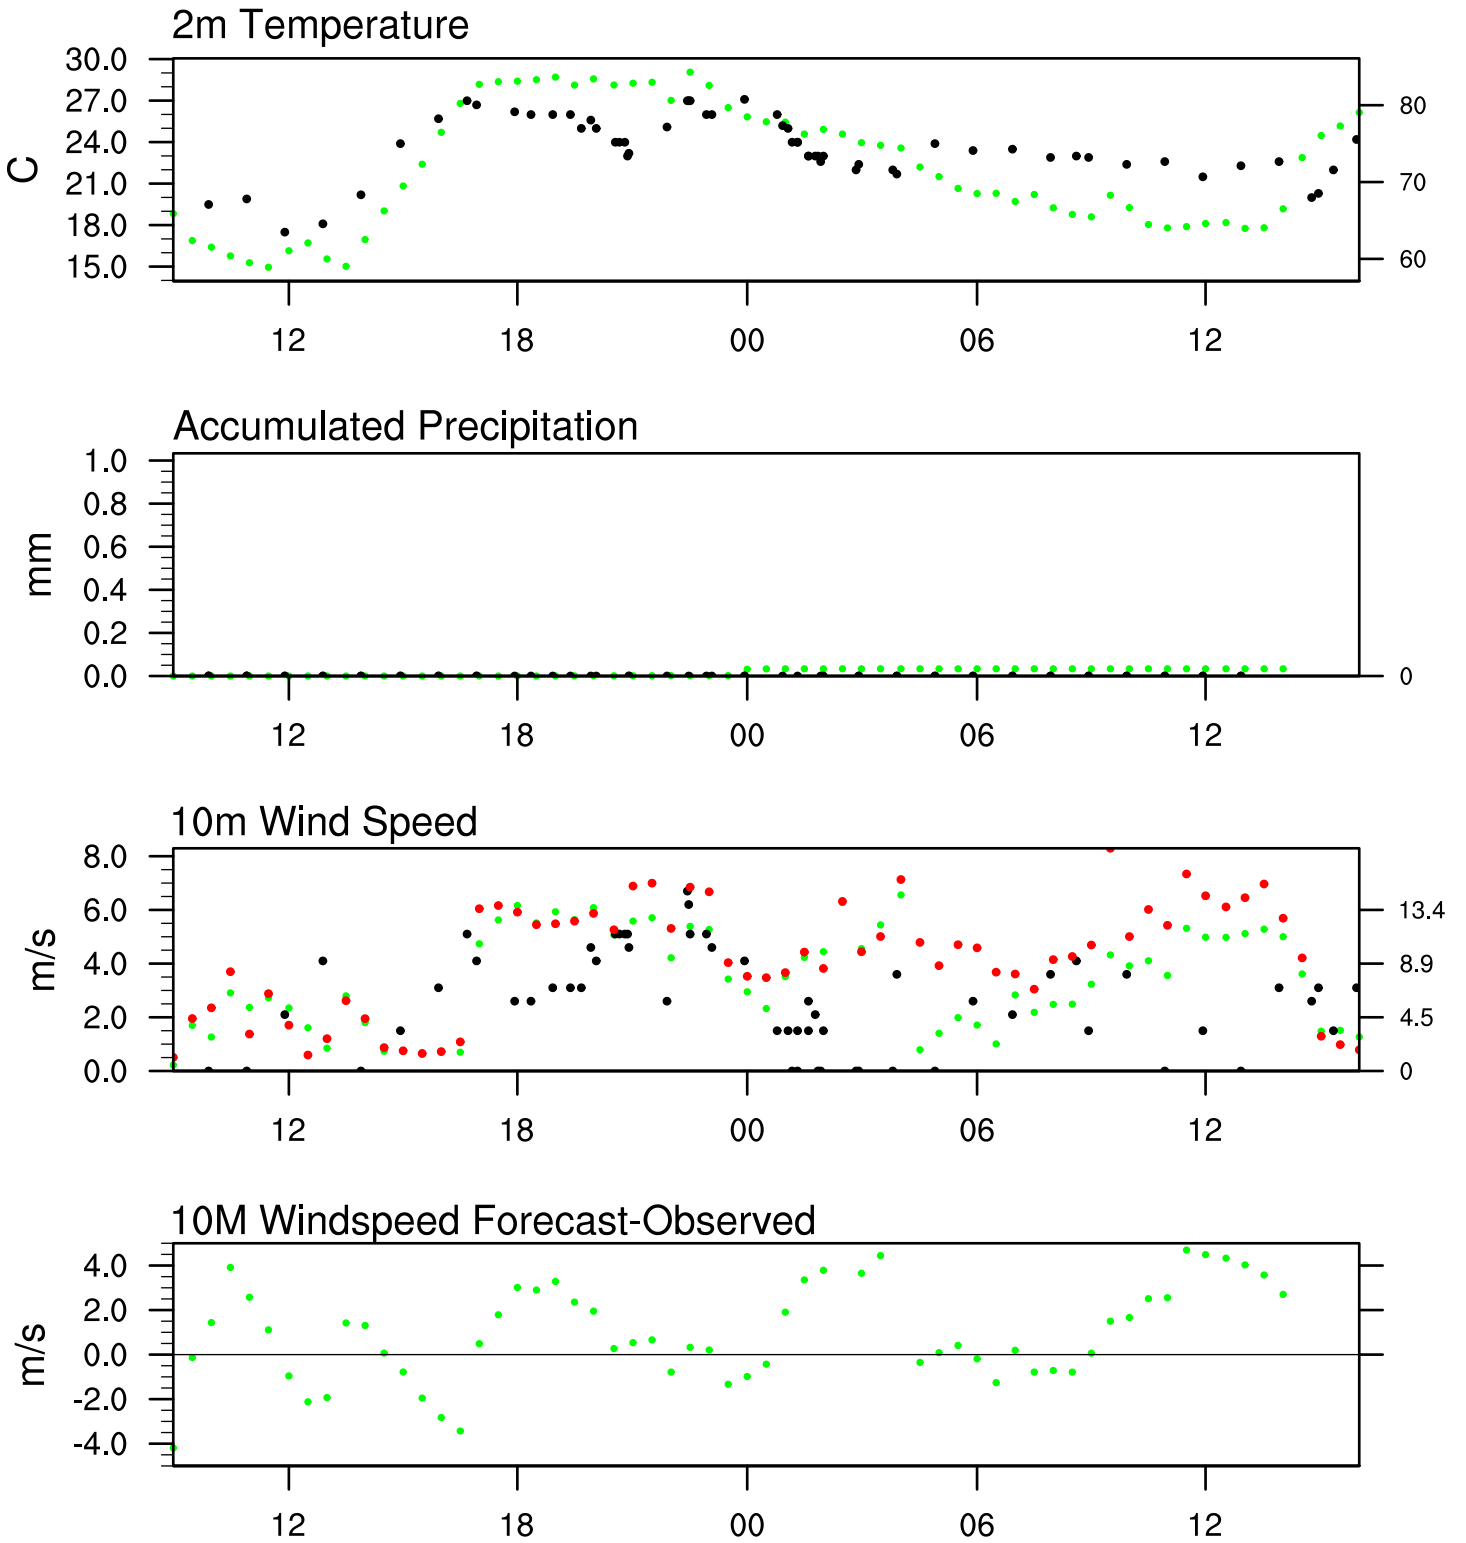 2m Temperature
30.0
27.0
24.0
21.0
18.0
15.0
C
80
70
60
12 18 00 06 12
Accumulated Precipitation
1.0
0.8
0.6
0.4
0.2
0.0
mm
0
12 18 00 06 12
10m Wind Speed
8.0
6.0
4.0
2.0
0.0
m/s
13.4
8.9
4.5
0
12 18 00 06 12
10M Windspeed Forecast-Observed
4.0
2.0
0.0
-2.0
-4.0
m/s
12 18 00 06 12